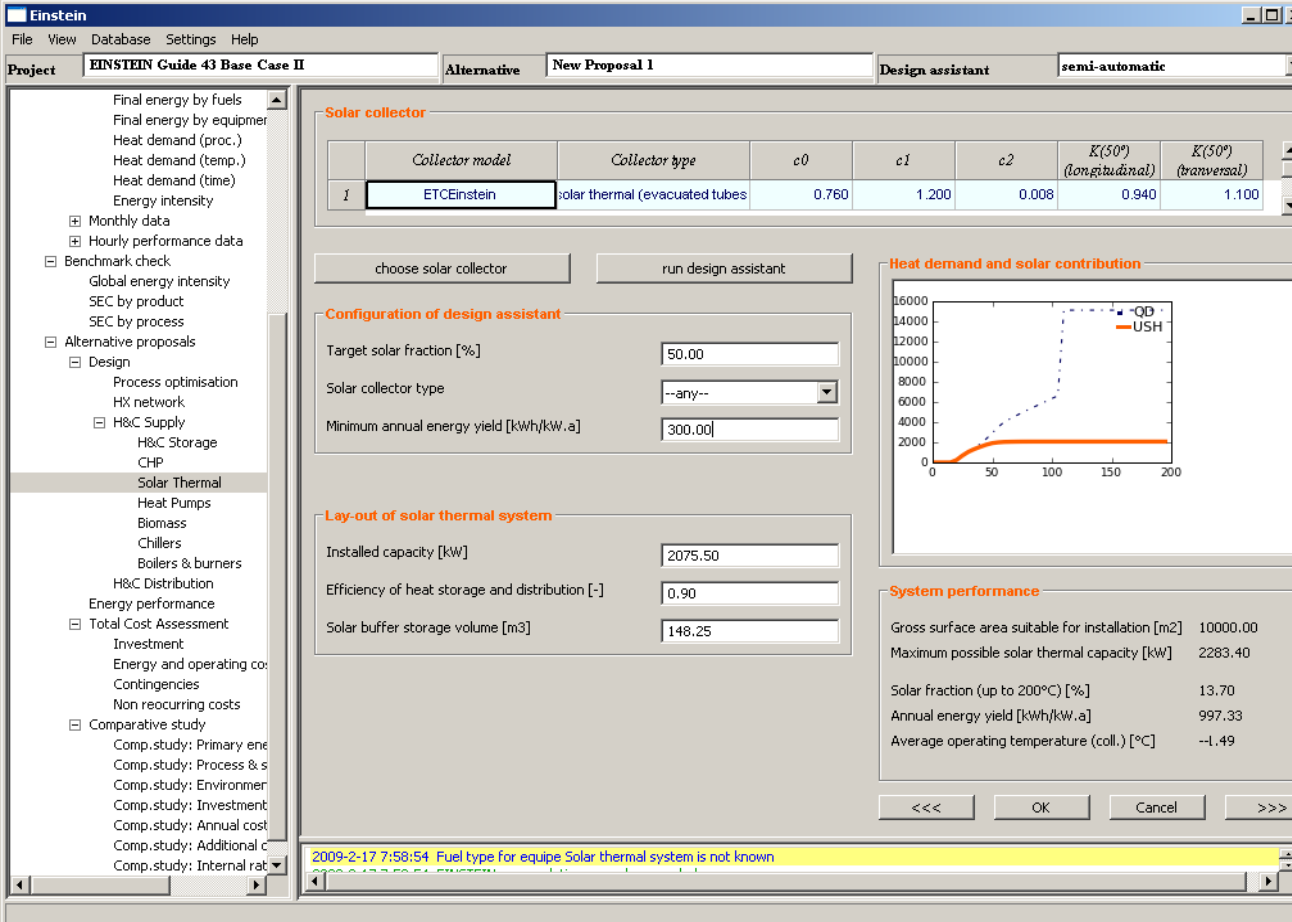 Einstein
File View Database Settings Help
Project EINSTEIN Guide 43 Base Case II Alternative New Proposal 1 Design assistant semi-automatic
Final energy by fuels
Final energy by equipmen
Heat demand (proc.)
Heat demand (temp.)
Heat demand (time)
Energy intensity
Monthly data
Hourly performance data
Benchmark check
Global energy intensity
SEC by product
SEC by process
Alternative proposals
Design
Process optimisation
HX network
H&C Supply
H&C Storage
CHP
Solar Thermal
Heat Pumps
Biomass
Chillers
Boilers & burners
H&C Distribution
Energy performance
Total Cost Assessment
Investment
Energy and operating cos
Contingencies
Non reocurring costs
Comparative study
Comp.study: Primary ene
Comp.study: Process & s
Comp.study: Environmen
Comp.study: Investment
Comp.study: Annual cost
Comp.study: Additional c
Comp.study: Internal rat
Solar collector
Collector model Collector type c0 c1 c2 K(50°) (longitudinal) K(50°) (tranversal)
1 ETCEinstein solar thermal (evacuated tubes 0.760 1.200 0.008 0.940 1.100
choose solar collector run design assistant
Configuration of design assistant
Target solar fraction [%] 50.00
Solar collector type --any--
Minimum annual energy yield [kWh/kW.a] 300.00
Lay-out of solar thermal system
Installed capacity [kW] 2075.50
Efficiency of heat storage and distribution [-] 0.90
Solar buffer storage volume [m3] 148.25
Heat demand and solar contribution
16000
14000
12000
10000
8000
6000
4000
2000
0
0 50 100 150 200
QD
USH
System performance
Gross surface area suitable for installation [m2] 10000.00
Maximum possible solar thermal capacity [kW] 2283.40
Solar fraction (up to 200°C) [%] 13.70
Annual energy yield [kWh/kW.a] 997.33
Average operating temperature (coll.) [°C] --1.49
<<< OK Cancel >>>
2009-2-17 7:58:54 Fuel type for equipe Solar thermal system is not known